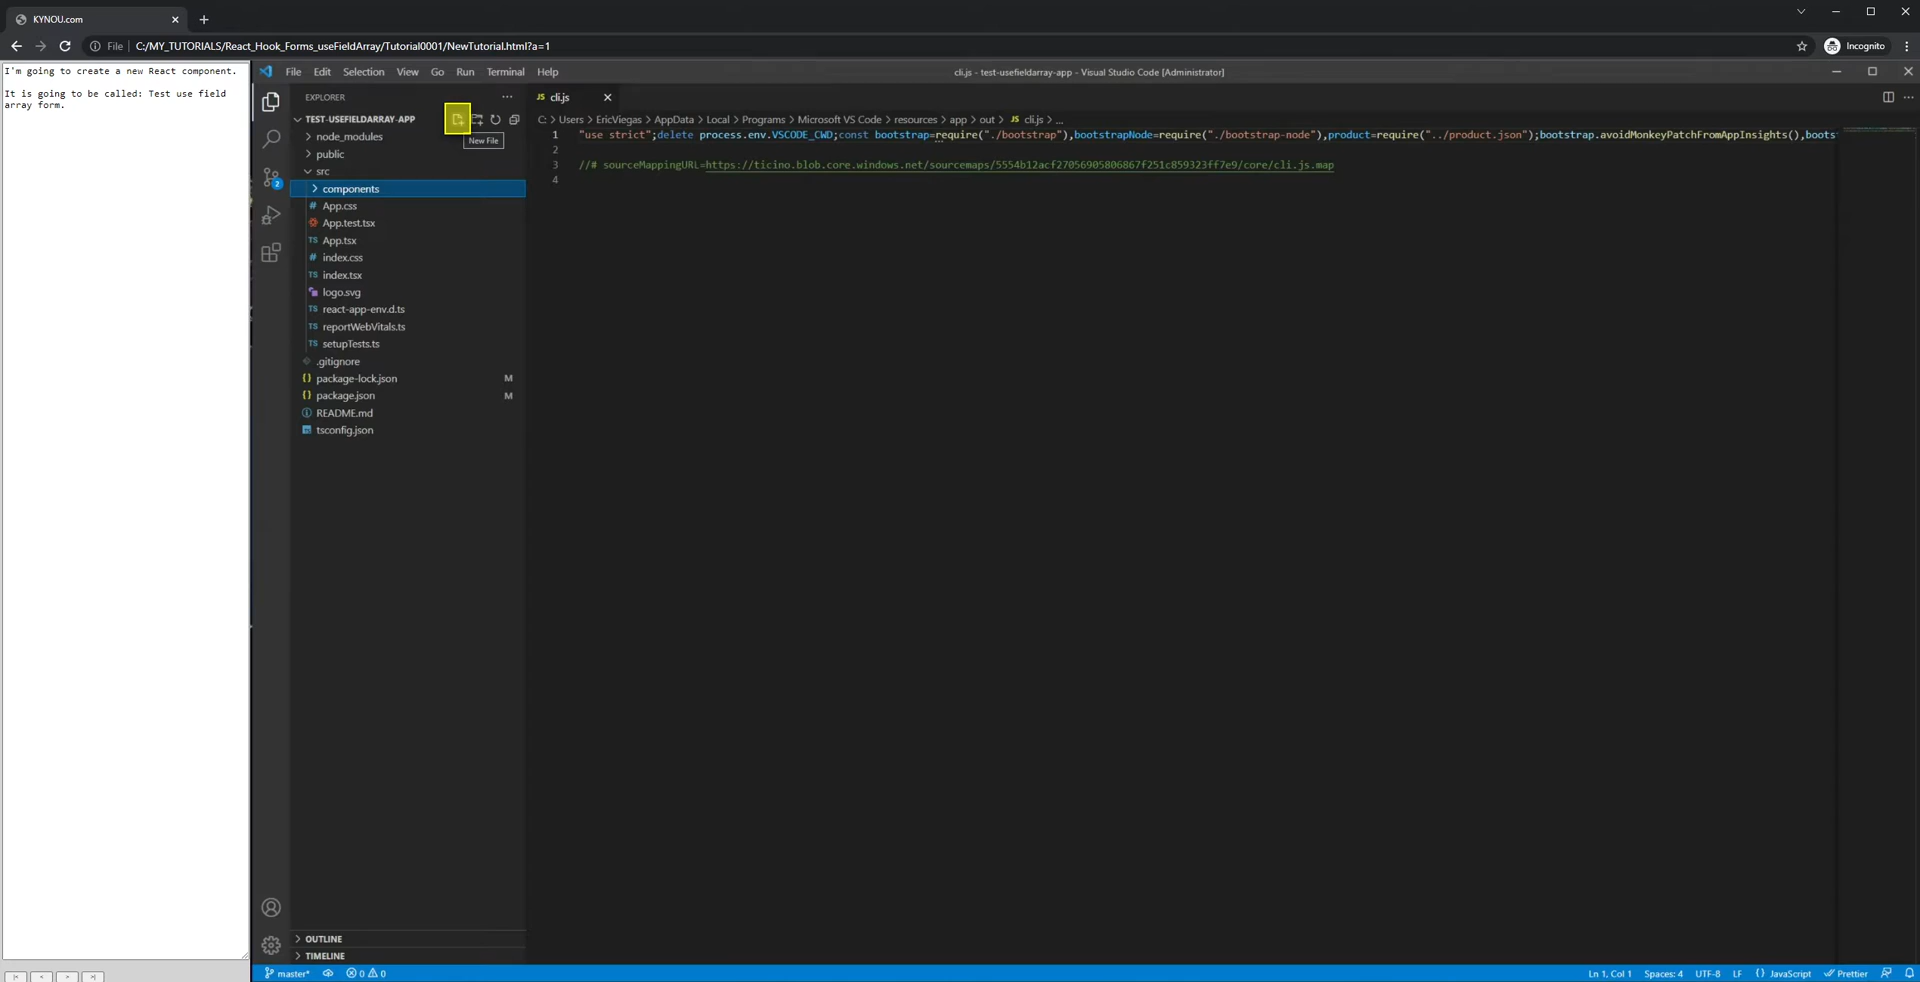 KYNOU.com
File C:/MY_TUTORIALS/React_Hook_Forms_useFieldArray/Tutorial0001/NewTutorial.html?a=1 Incognito
I'm going to create a new React component.
It is going to be called: Test use field
array form.
|< < > >|
File Edit Selection View Go Run Terminal Help cli.js - test-usefieldarray-app - Visual Studio Code [Administrator]
EXPLORER
TEST-USEFIELDARRAY-APP
New File
node_modules
public
src
components
App.css
App.test.tsx
App.tsx
index.css
index.tsx
logo.svg
react-app-env.d.ts
reportWebVitals.ts
setupTests.ts
.gitignore
package-lock.json M
package.json M
README.md
tsconfig.json
OUTLINE
TIMELINE
2
JS cli.js
C: > Users > EricViegas > AppData > Local > Programs > Microsoft VS Code > resources > app > out > JS cli.js > ...
1 "use strict";delete process.env.VSCODE_CWD;const bootstrap=require("./bootstrap"),bootstrapNode=require("./bootstrap-node"),product=require("../product.json");bootstrap.avoidMonkeyPatchFromAppInsights(),boots
2
3 //# sourceMappingURL=https://ticino.blob.core.windows.net/sourcemaps/5554b12acf27056905806867f251c859323ff7e9/core/cli.js.map
4
master* 0 0 Ln 1, Col 1 Spaces: 4 UTF-8 LF {} JavaScript Prettier